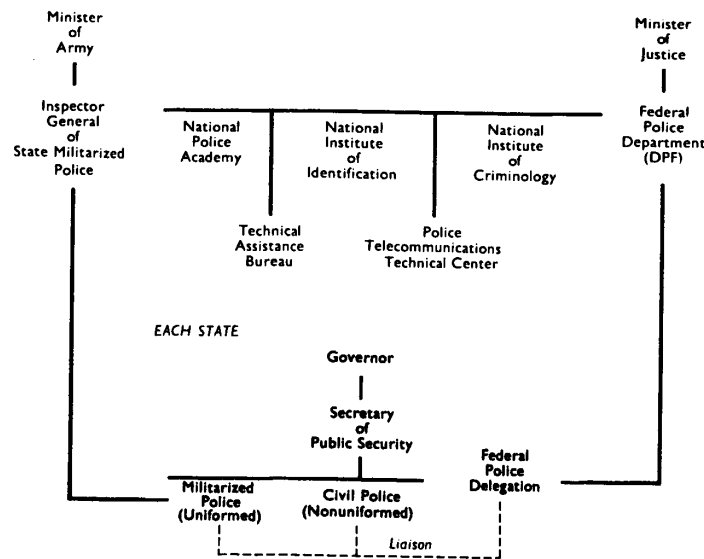 Minister
of
Army
Minister
of
Justice
Inspector
General
of
State Militarized
Police
National
Police
Academy
National
Institute
of
Identification
National
Institute
of
Criminology
Federal
Police
Department
(DPF)
Technical
Assistance
Bureau
Police
Telecommunications
Technical Center
EACH STATE
Governor
Secretary
of
Public Security
Militarized
Police
(Uniformed)
Civil Police
(Nonuniformed)
Federal
Police
Delegation
Liaison